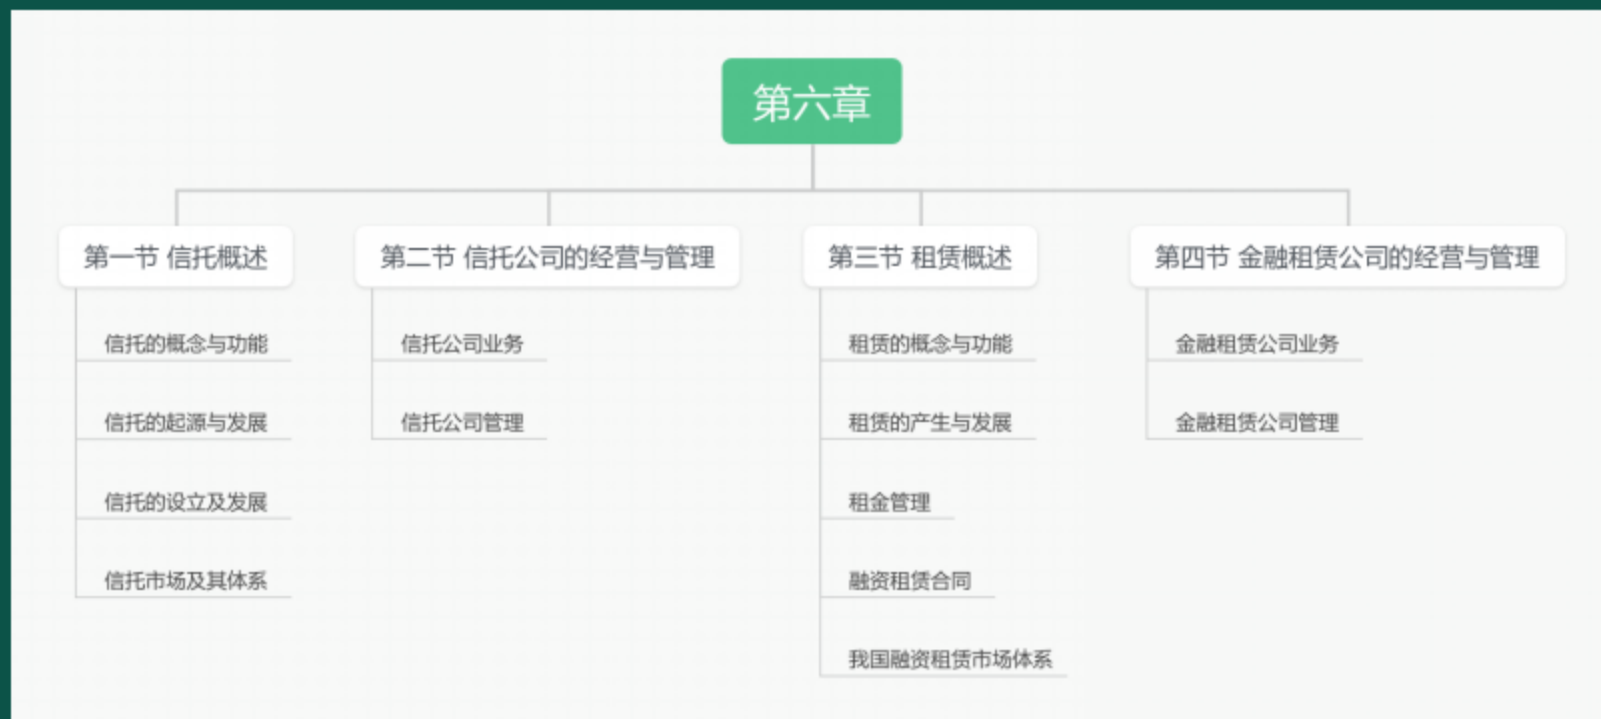 第六章
第一节 信托概述
信托的概念与功能
信托的起源与发展
信托的设立及发展
信托市场及其体系
第二节 信托公司的经营与管理
信托公司业务
信托公司管理
第三节 租赁概述
租赁的概念与功能
租赁的产生与发展
租金管理
融资租赁合同
我国融资租赁市场体系
第四节 金融租赁公司的经营与管理
金融租赁公司业务
金融租赁公司管理